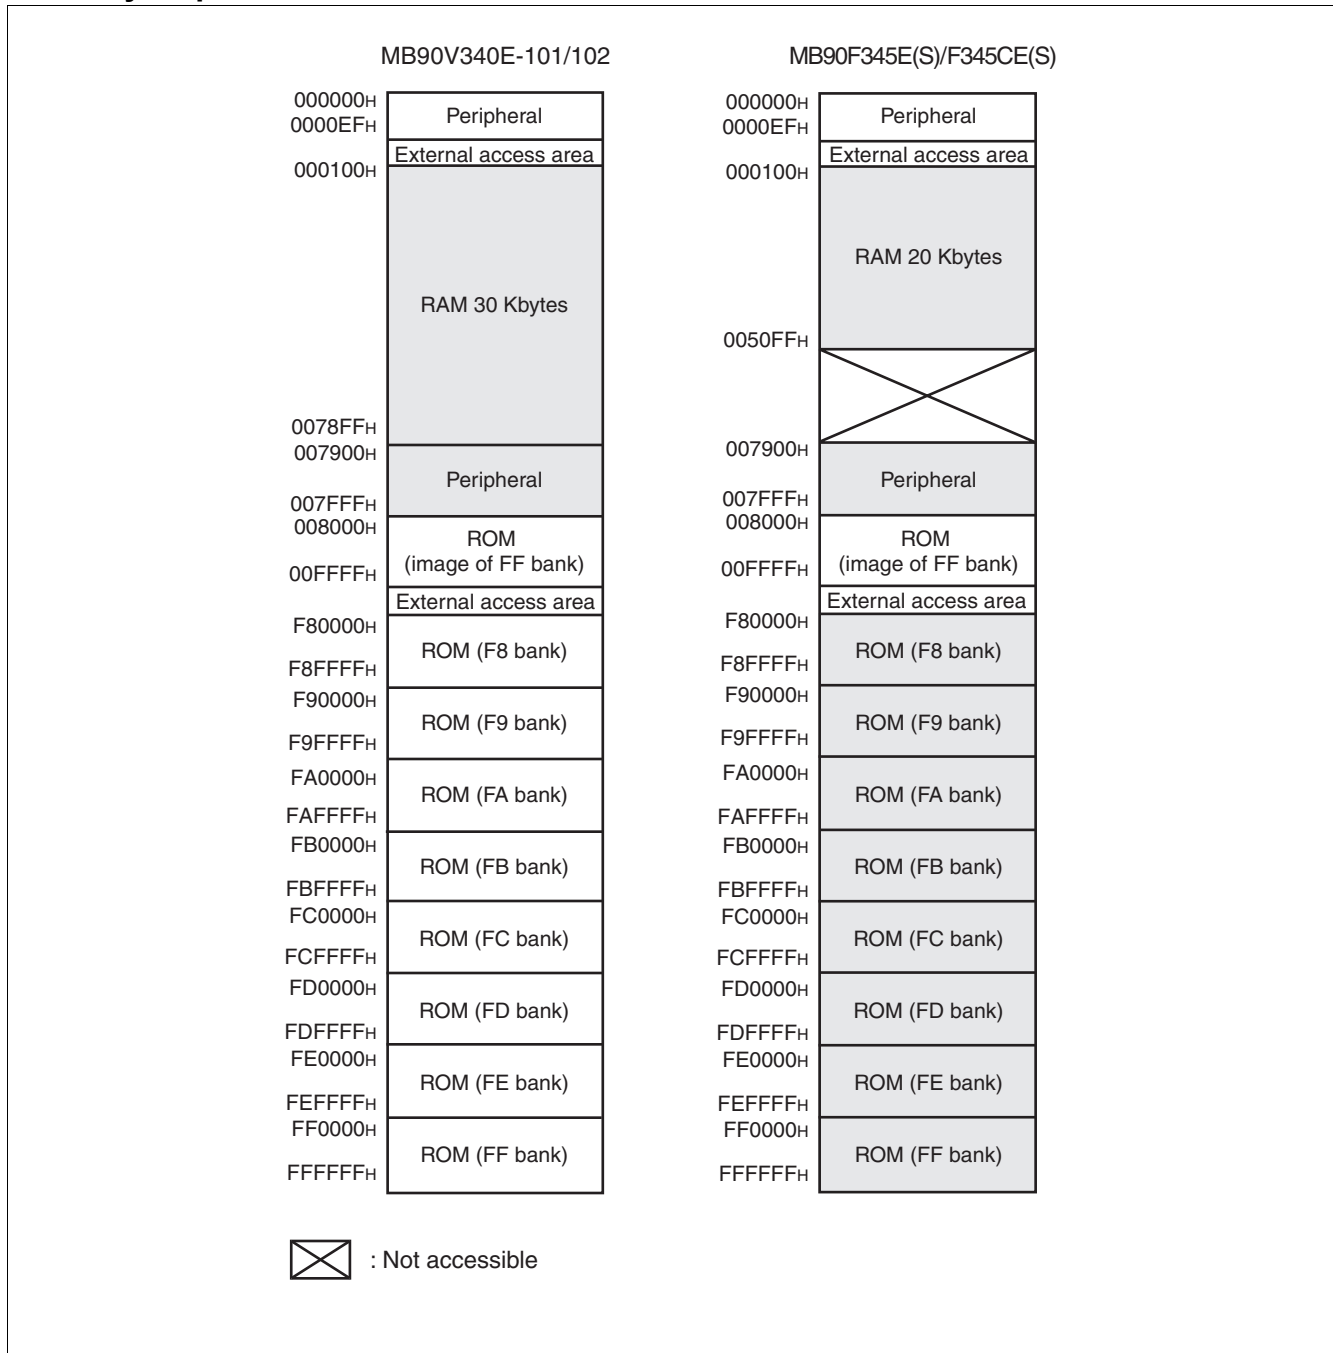 MB90V340E-101/102
000000H
0000EFH
Peripheral
External access area
000100H
RAM 30 Kbytes
0078FFH
007900H
Peripheral
007FFFH
008000H
ROM
(image of FF bank)
00FFFFH
External access area
F80000H
ROM (F8 bank)
F8FFFFH
F90000H
ROM (F9 bank)
F9FFFFH
FA0000H
ROM (FA bank)
FAFFFFH
FB0000H
ROM (FB bank)
FBFFFFH
FC0000H
ROM (FC bank)
FCFFFFH
FD0000H
ROM (FD bank)
FDFFFFH
FE0000H
ROM (FE bank)
FEFFFFH
FF0000H
ROM (FF bank)
FFFFFFH
MB90F345E(S)/F345CE(S)
000000H
0000EFH
Peripheral
External access area
000100H
RAM 20 Kbytes
0050FFH
007900H
Peripheral
007FFFH
008000H
ROM
(image of FF bank)
00FFFFH
External access area
F80000H
ROM (F8 bank)
F8FFFFH
F90000H
ROM (F9 bank)
F9FFFFH
FA0000H
ROM (FA bank)
FAFFFFH
FB0000H
ROM (FB bank)
FBFFFFH
FC0000H
ROM (FC bank)
FCFFFFH
FD0000H
ROM (FD bank)
FDFFFFH
FE0000H
ROM (FE bank)
FEFFFFH
FF0000H
ROM (FF bank)
FFFFFFH
: Not accessible